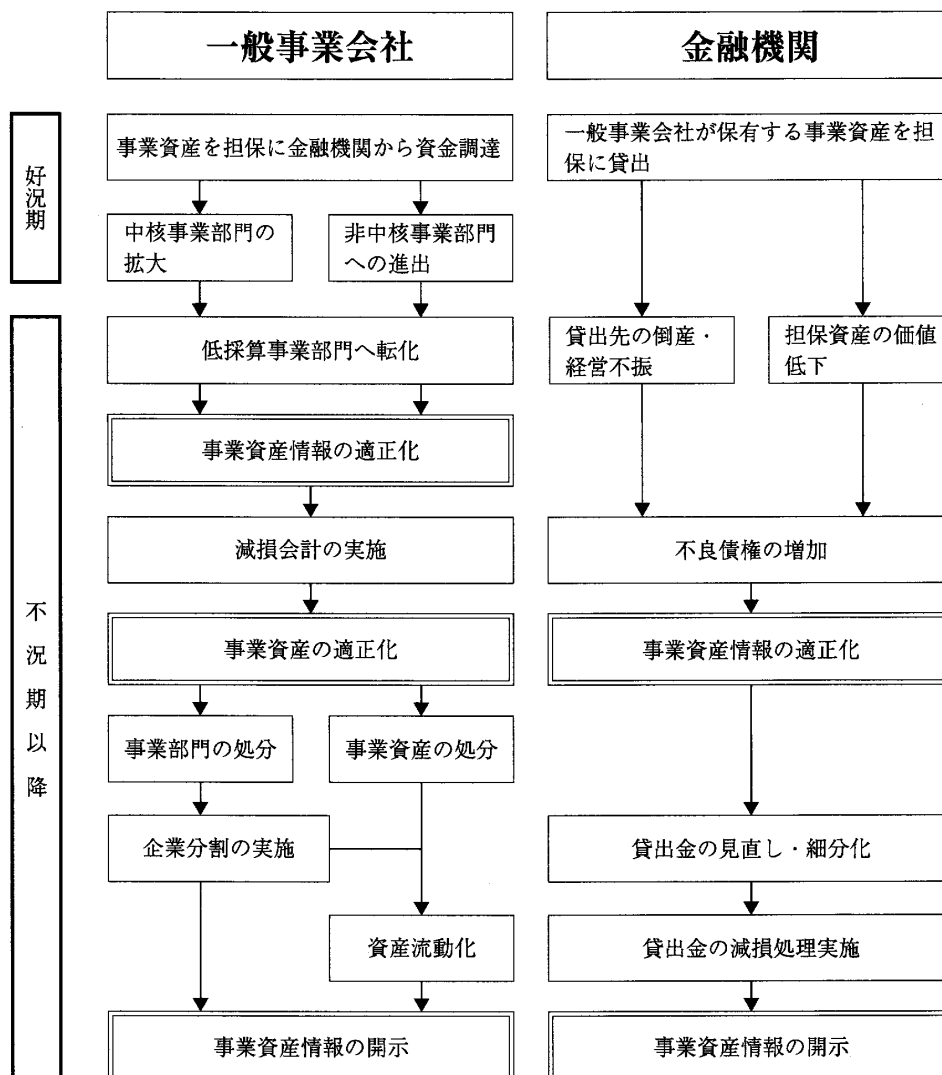 一般事業会社
金融機関
好況期
事業資産を担保に金融機関から資金調達
一般事業会社が保有する事業資産を担
保に貸出
中核事業部門の
拡大
非中核事業部門
への進出
不況期以降
低採算事業部門へ転化
貸出先の倒産・
経営不振
担保資産の価値
低下
事業資産情報の適正化
減損会計の実施
不良債権の増加
事業資産の適正化
事業資産情報の適正化
事業部門の処分
事業資産の処分
企業分割の実施
貸出金の見直し・細分化
資産流動化
貸出金の減損処理実施
事業資産情報の開示
事業資産情報の開示